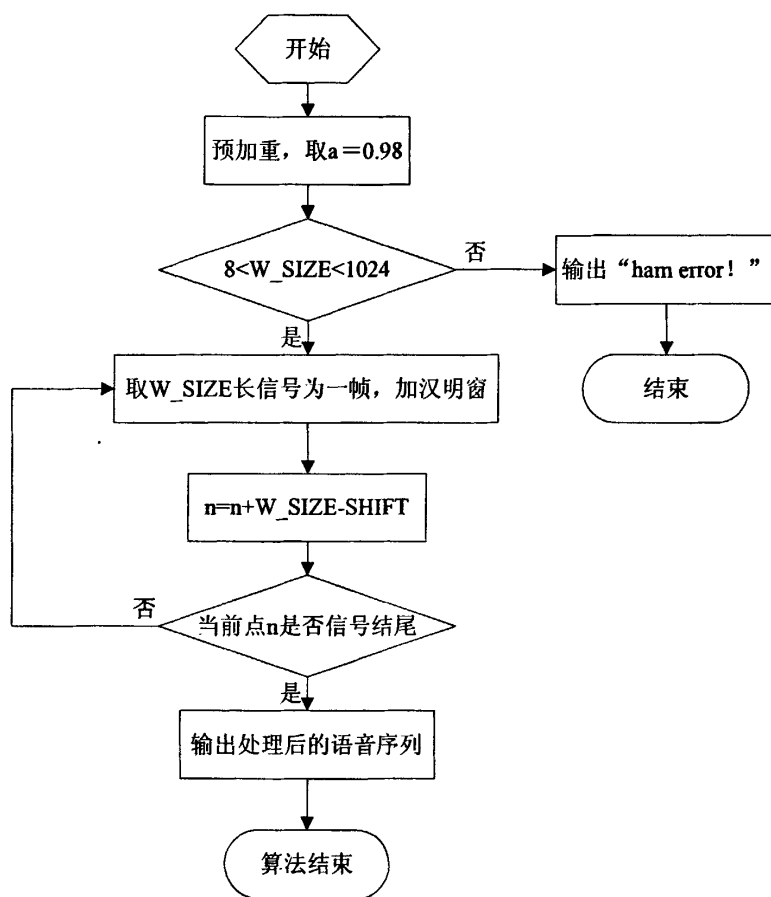 开始
预加重，取a＝0.98
8<W_SIZE<1024
否
输出“ham error！”
是
取W_SIZE长信号为一帧，加汉明窗
结束
n=n+W_SIZE-SHIFT
否
当前点n是否信号结尾
是
输出处理后的语音序列
算法结束